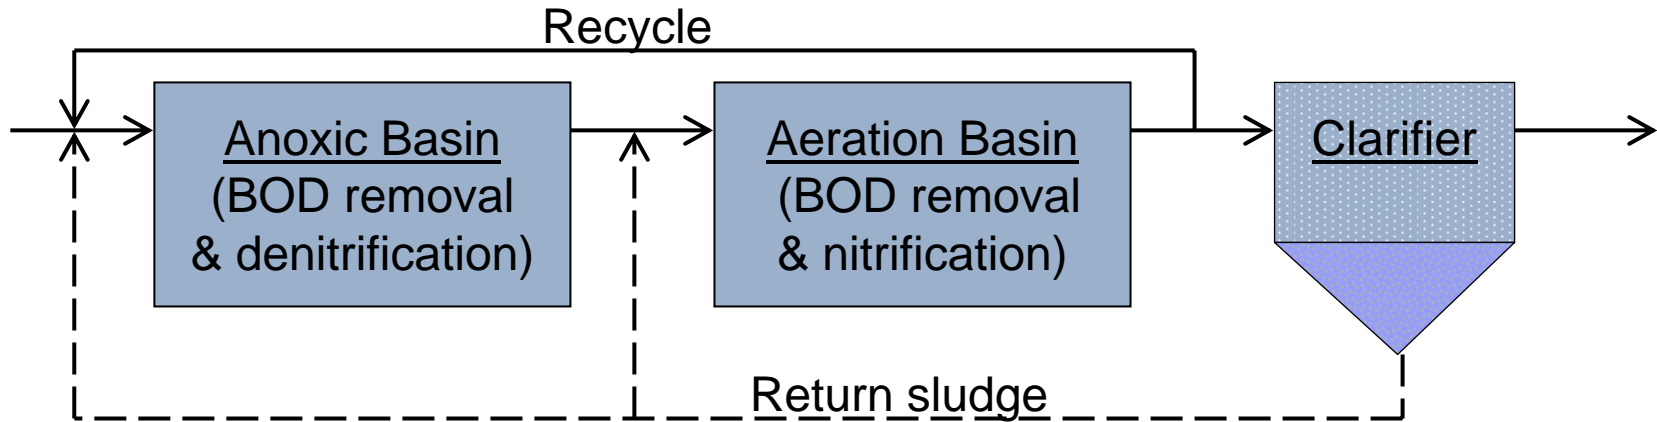 Recycle
Anoxic Basin
(BOD removal
& denitrification)
Aeration Basin
(BOD removal
& nitrification)
Clarifier
Return sludge